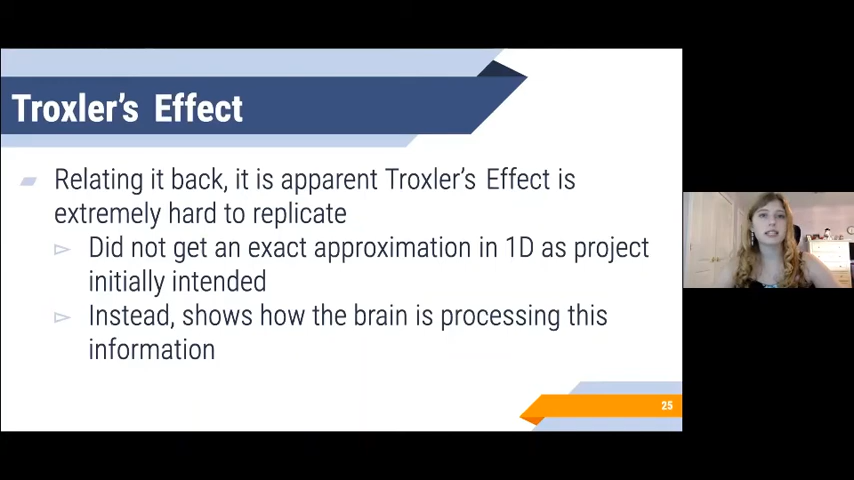 Troxler's Effect
Relating it back, it is apparent Troxler's Effect is
extremely hard to replicate
Did not get an exact approximation in 1D as project
initially intended
Instead, shows how the brain is processing this
information
25